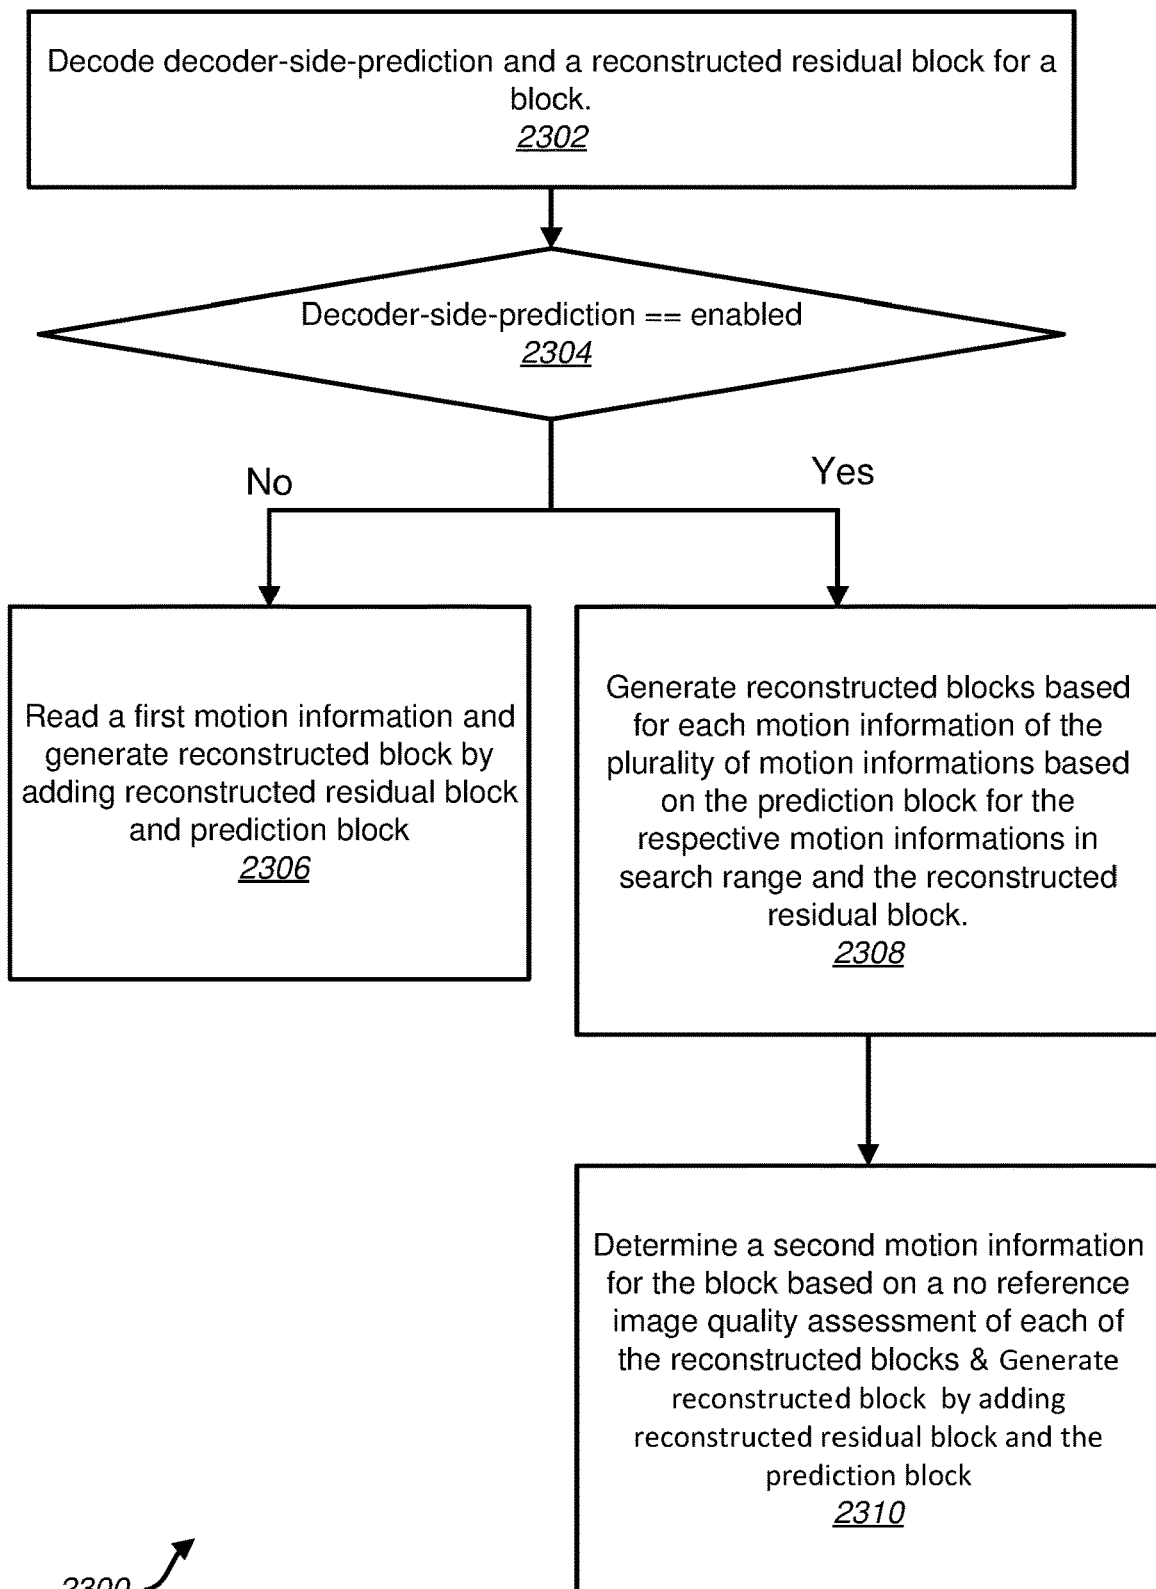 Decode decoder-side-prediction and a reconstructed residual block for a
block.
2302
Decoder-side-prediction == enabled
2304
No
Yes
Read a first motion information and
generate reconstructed block by
adding reconstructed residual block
and prediction block
2306
Generate reconstructed blocks based
for each motion information of the
plurality of motion informations based
on the prediction block for the
respective motion informations in
search range and the reconstructed
residual block.
2308
Determine a second motion information
for the block based on a no reference
image quality assessment of each of
the reconstructed blocks & Generate
reconstructed block by adding
reconstructed residual block and the
prediction block
2310
2300